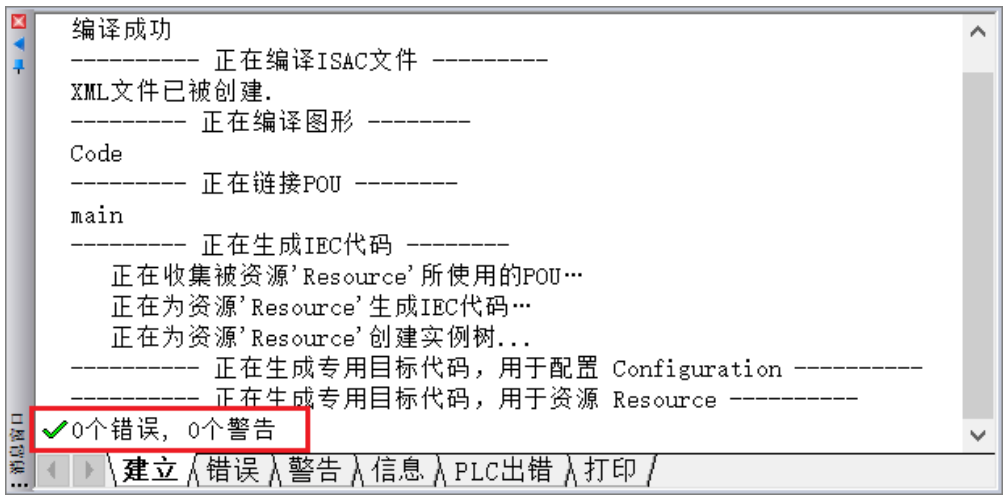 编译成功
---------- 正在编译ISAC文件 ---------
XML文件已被创建.
--------- 正在编译图形 --------
Code
--------- 正在链接POU --------
main
--------- 正在生成IEC代码 --------
正在收集被资源'Resource'所使用的POU…
正在为资源'Resource'生成IEC代码…
正在为资源'Resource'创建实例树...
---------- 正在生成专用目标代码，用于配置 Configuration ----------
---------- 正在生成专用目标代码，用于资源 Resource ----------
0个错误, 0个警告
消息窗口
建立 错误 警告 信息 PLC出错 打印